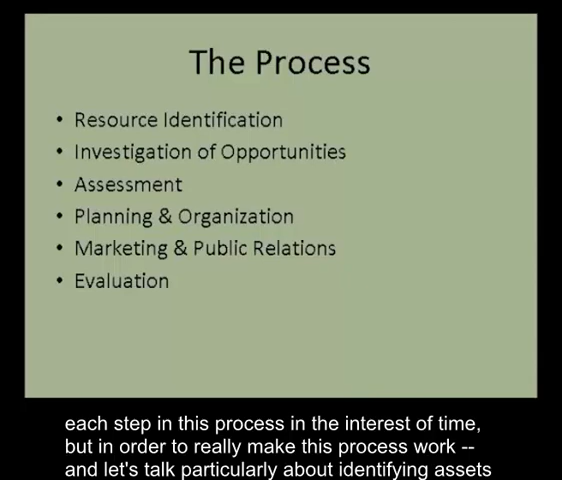 The Process
• Resource Identification
• Investigation of Opportunities
• Assessment
• Planning & Organization
• Marketing & Public Relations
• Evaluation
each step in this process in the interest of time,
but in order to really make this process work --
and let's talk particularly about identifying assets